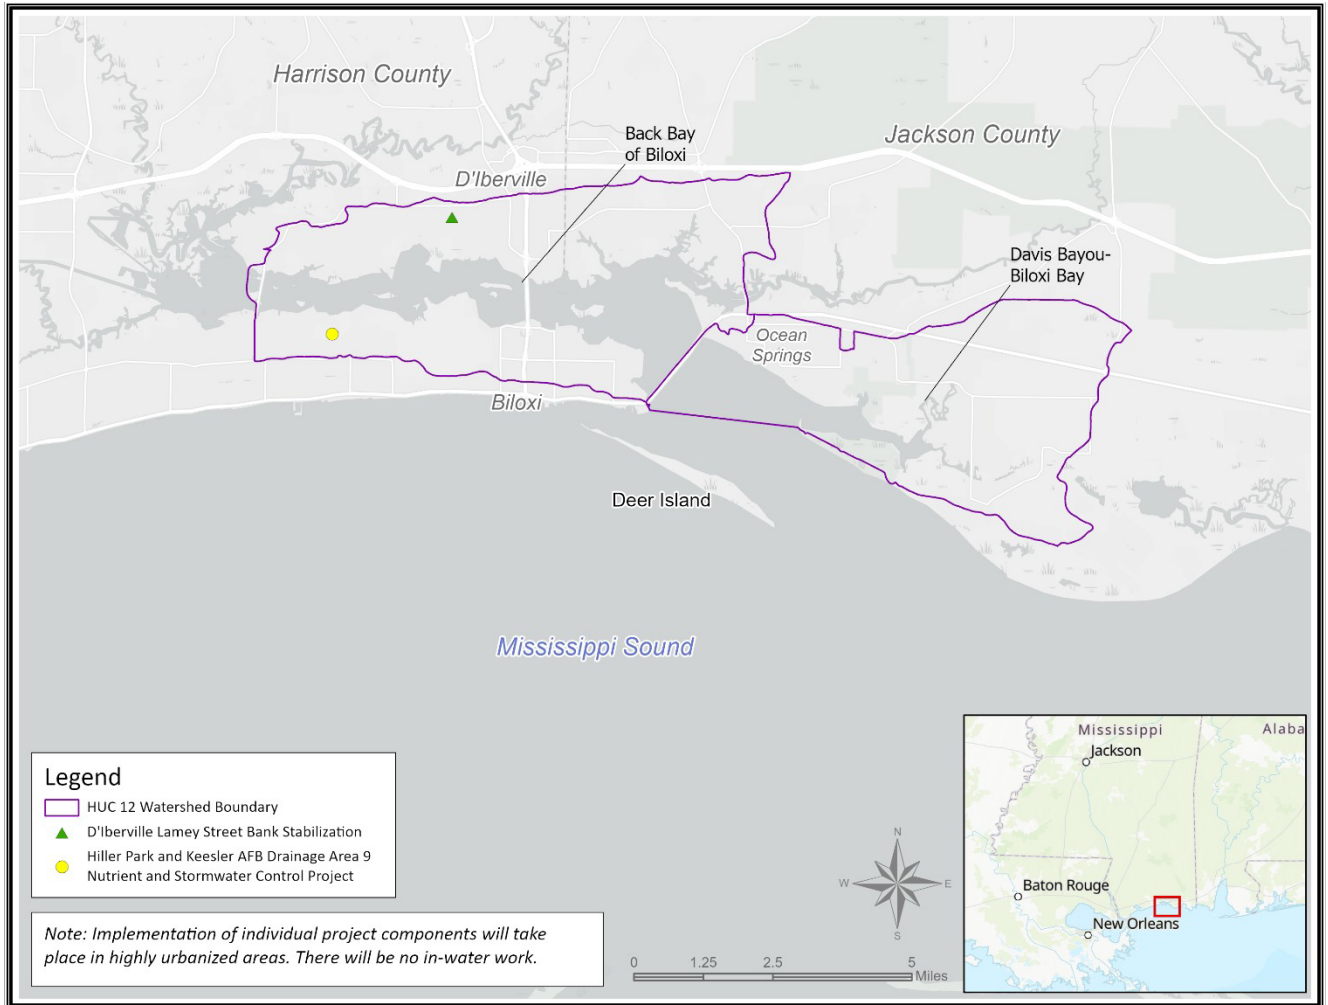 Harrison County
Jackson County
Back Bay
of Biloxi
D'Iberville
Davis Bayou-
Biloxi Bay
Ocean
Springs
Biloxi
Deer Island
Mississippi Sound
Legend
HUC 12 Watershed Boundary
D'Iberville Lamey Street Bank Stabilization
Hiller Park and Keesler AFB Drainage Area 9
Nutrient and Stormwater Control Project
Note: Implementation of individual project components will take
place in highly urbanized areas. There will be no in-water work.
N
W
E
S
0 1.25 2.5 5
Miles
Mississippi
Alaba
Jackson
Baton Rouge
New Orleans